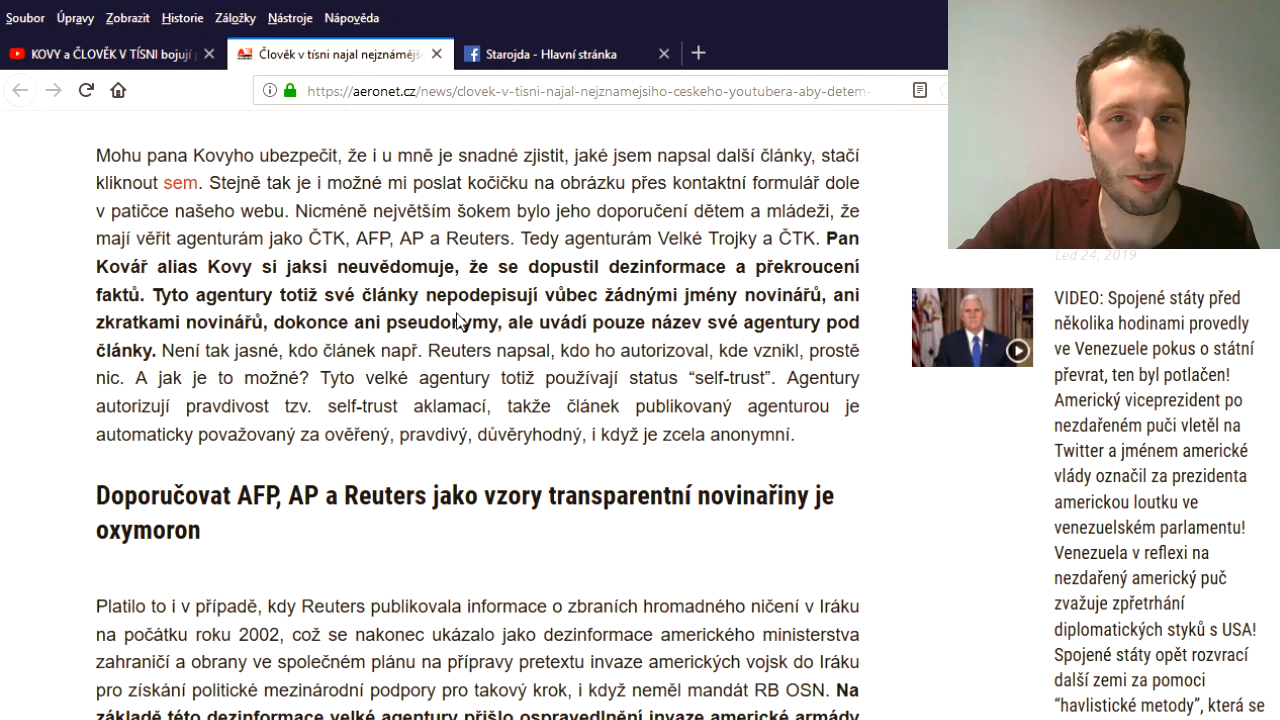 Soubor Úpravy Zobrazit Historie Záložky Nástroje Nápověda
KOVY a ČLOVĚK V TÍSNI bojují
Člověk v tísni najal nejznámějš
Starojda - Hlavní stránka
https://aeronet.cz/news/clovek-v-tisni-najal-nejznamejsiho-ceskeho-youtubera-aby-detem-
Mohu pana Kovyho ubezpečit, že i u mně je snadné zjistit, jaké jsem napsal další články, stačí
kliknout sem. Stejně tak je i možné mi poslat kočičku na obrázku přes kontaktní formulář dole
v patičce našeho webu. Nicméně největším šokem bylo jeho doporučení dětem a mládeži, že
mají věřit agenturám jako ČTK, AFP, AP a Reuters. Tedy agenturám Velké Trojky a ČTK. Pan
Kovář alias Kovy si jaksi neuvědomuje, že se dopustil dezinformace a překroucení
faktů. Tyto agentury totiž své články nepodepisují vůbec žádnými jmény novinářů, ani
zkratkami novinářů, dokonce ani pseudonymy, ale uvádí pouze název své agentury pod
články. Není tak jasné, kdo článek např. Reuters napsal, kdo ho autorizoval, kde vznikl, prostě
nic. A jak je to možné? Tyto velké agentury totiž používají status “self-trust”. Agentury
autorizují pravdivost tzv. self-trust aklamací, takže článek publikovaný agenturou je
automaticky považovaný za ověřený, pravdivý, důvěryhodný, i když je zcela anonymní.
Doporučovat AFP, AP a Reuters jako vzory transparentní novinařiny je
oxymoron
Platilo to i v případě, kdy Reuters publikovala informace o zbraních hromadného ničení v Iráku
na počátku roku 2002, což se nakonec ukázalo jako dezinformace amerického ministerstva
zahraničí a obrany ve společném plánu na přípravy pretextu invaze amerických vojsk do Iráku
pro získání politické mezinárodní podpory pro takový krok, i když neměl mandát RB OSN. Na
základě této dezinformace velké agentury přišlo ospravedlnění invaze americké armády
Led 24, 2019
VIDEO: Spojené státy před
několika hodinami provedly
ve Venezuele pokus o státní
převrat, ten byl potlačen!
Americký viceprezident po
nezdařeném puči vletěl na
Twitter a jménem americké
vlády označil za prezidenta
americkou loutku ve
venezuelském parlamentu!
Venezuela v reflexi na
nezdařený americký puč
zvažuje zpřetrhání
diplomatických styků s USA!
Spojené státy opět rozvrací
další zemi za pomoci
“havlistické metody”, která se